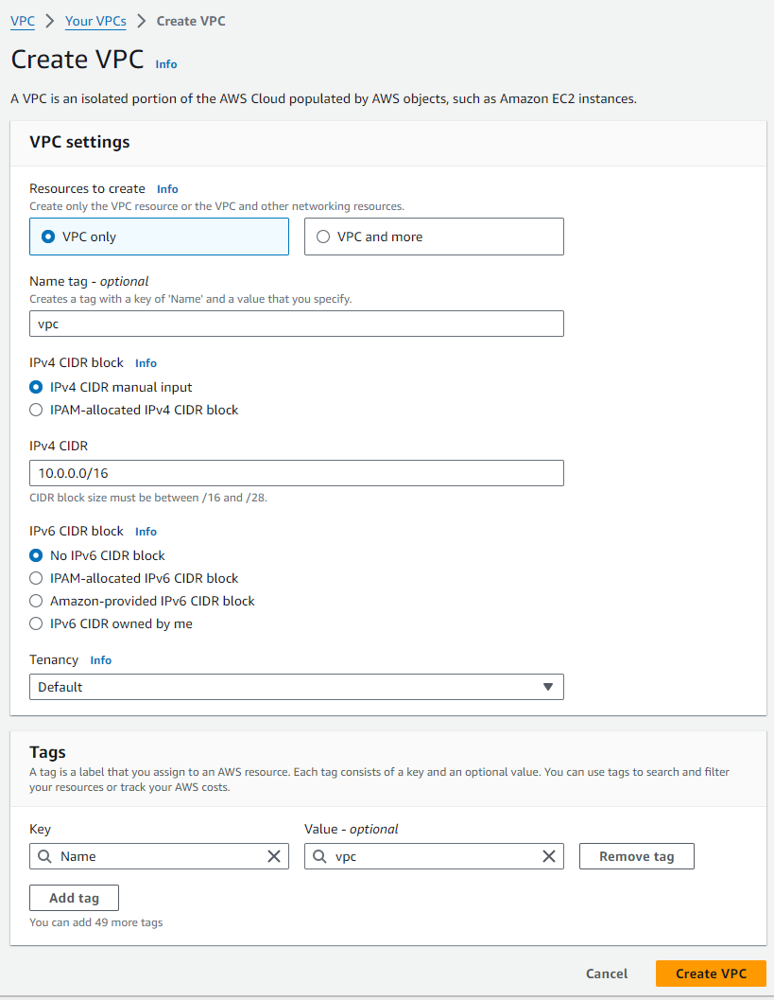 VPC > Your VPCs > Create VPC
Create VPC Info
A VPC is an isolated portion of the AWS Cloud populated by AWS objects, such as Amazon EC2 instances.
VPC settings
Resources to create Info
Create only the VPC resource or the VPC and other networking resources.
VPC only VPC and more
Name tag - optional
Creates a tag with a key of 'Name' and a value that you specify.
vpc
IPv4 CIDR block Info
IPv4 CIDR manual input
IPAM-allocated IPv4 CIDR block
IPv4 CIDR
10.0.0.0/16
CIDR block size must be between /16 and /28.
IPv6 CIDR block Info
No IPv6 CIDR block
IPAM-allocated IPv6 CIDR block
Amazon-provided IPv6 CIDR block
IPv6 CIDR owned by me
Tenancy Info
Default
Tags
A tag is a label that you assign to an AWS resource. Each tag consists of a key and an optional value. You can use tags to search and filter
your resources or track your AWS costs.
Key Value - optional
Name vpc Remove tag
Add tag
You can add 49 more tags
Cancel Create VPC